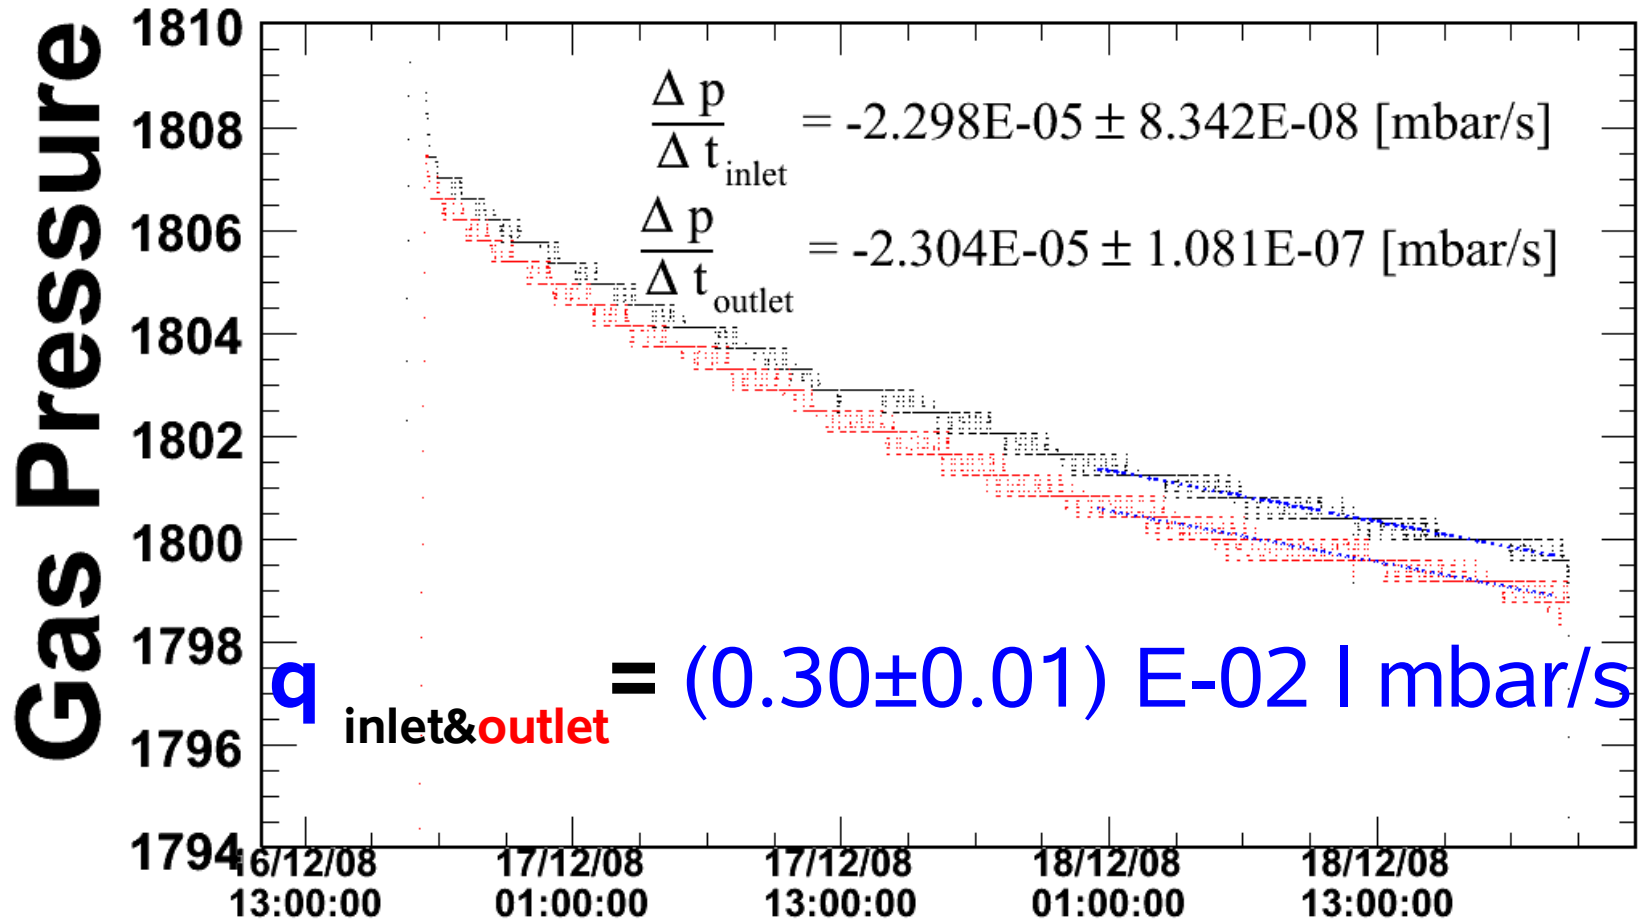 Gas Pressure
1810
1808
1806
1804
1802
1800
1798
1796
1794
Δ p
Δ t inlet = -2.298E-05 ± 8.342E-08 [mbar/s]
Δ p
Δ t outlet = -2.304E-05 ± 1.081E-07 [mbar/s]
q inlet&outlet = (0.30±0.01) E-02 l mbar/s
16/12/08 17/12/08 17/12/08 18/12/08 18/12/08
13:00:00 01:00:00 13:00:00 01:00:00 13:00:00